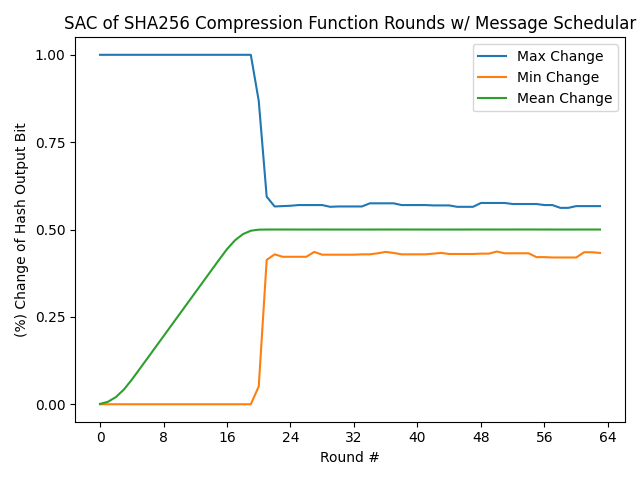 SAC of SHA256 Compression Function Rounds w/ Message Schedular
Max Change
Min Change
Mean Change
(%) Change of Hash Output Bit
1.00
0.75
0.50
0.25
0.00
0 8 16 24 32 40 48 56 64
Round #